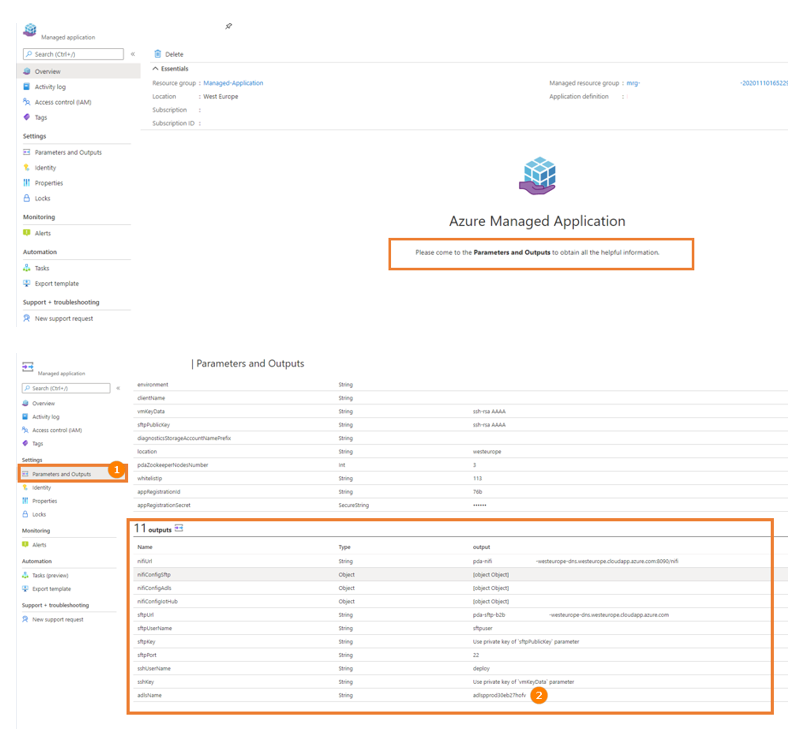 Managed application
Search (Ctrl+/)
«
Overview
Activity log
Access control (IAM)
Tags
Settings
Parameters and Outputs
Identity
Properties
Locks
Monitoring
Alerts
Automation
Tasks
Export template
Support + troubleshooting
New support request
Delete
Essentials
Resource group : Managed-Application
Location : West Europe
Subscription :
Subscription ID :
Managed resource group : mrg- -20201110165229
Application definition :
Azure Managed Application
Please come to the Parameters and Outputs to obtain all the helpful information.
Managed application
| Parameters and Outputs
Search (Ctrl+/)
«
Overview
Activity log
Access control (IAM)
Tags
Settings
Parameters and Outputs
1
Identity
Properties
Locks
Monitoring
Alerts
Automation
Tasks (preview)
Export template
Support + troubleshooting
New support request
environment String
clientName String
vmKeyData String ssh-rsa AAAA
sftpPublicKey String ssh-rsa AAAA
diagnosticsStorageAccountNamePrefix String
location String westeurope
pdaZookeeperNodesNumber Int 3
whitelistIp String 113
appRegistrationId String 76b
appRegistrationSecret SecureString ••••••
11 outputs
Name Type output
nifiUrl String pda-nifi -westeurope-dns.westeurope.cloudapp.azure.com:8090/nifi
nifiConfigSftp Object [object Object]
nifiConfigAdls Object [object Object]
nifiConfigIotHub Object [object Object]
sftpUrl String pda-sftp-b2b -westeurope-dns.westeurope.cloudapp.azure.com
sftpUserName String sftpuser
sftpKey String Use private key of `sftpPublicKey` parameter
sftpPort String 22
sshUserName String deploy
sshKey String Use private key of `vmKeyData` parameter
adlsName String
2